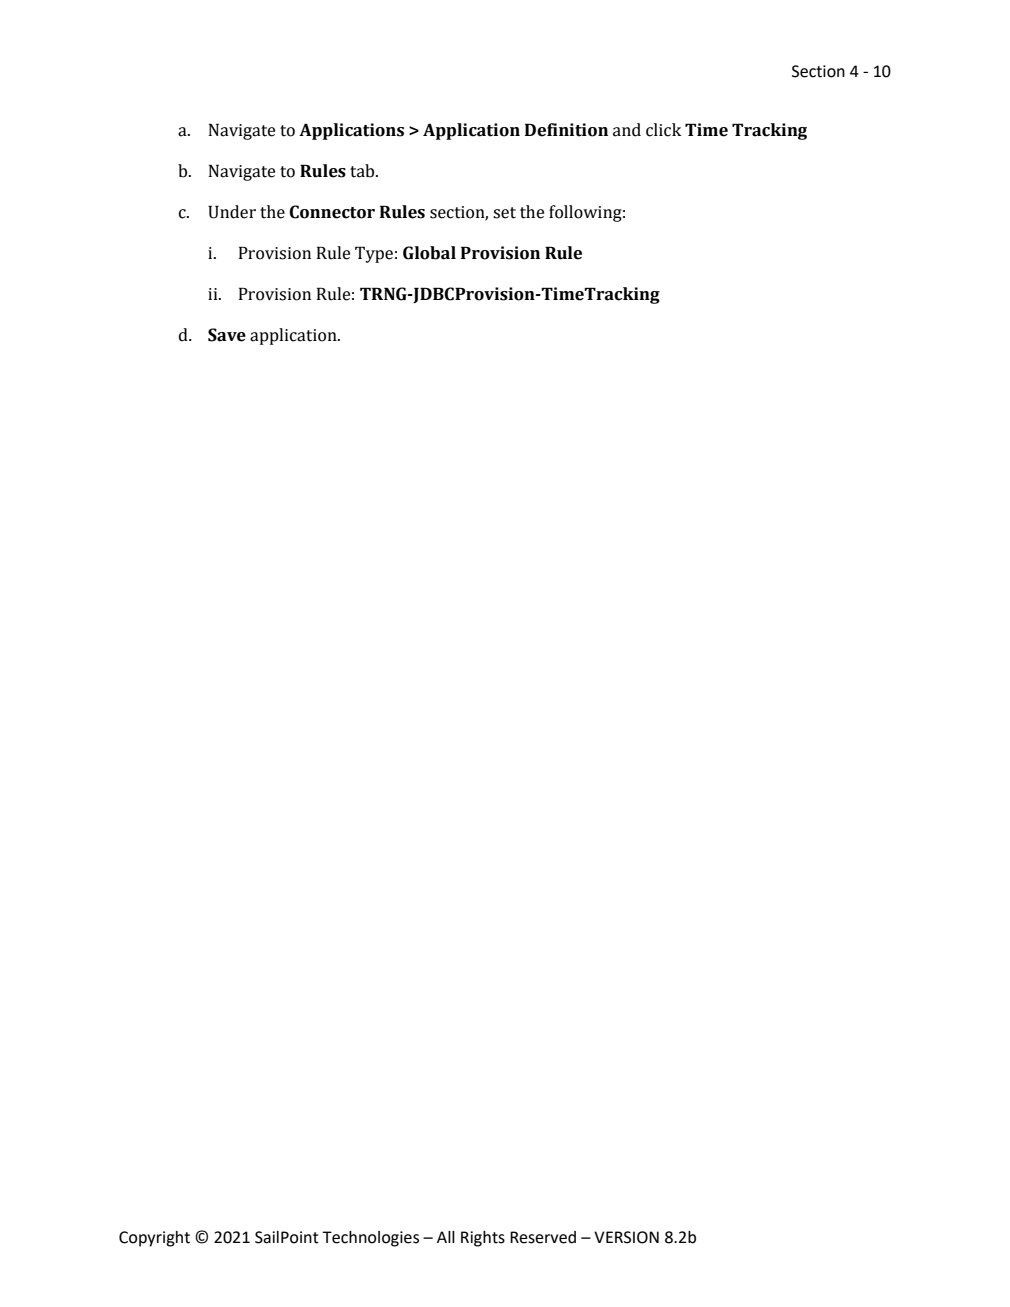 Section 4 - 10
a. Navigate to Applications > Application Definition and click Time Tracking
b. Navigate to Rules tab.
c. Under the Connector Rules section, set the following:
i. Provision Rule Type: Global Provision Rule
ii. Provision Rule: TRNG-JDBCProvision-TimeTracking
d. Save application.
Copyright © 2021 SailPoint Technologies – All Rights Reserved – VERSION 8.2b